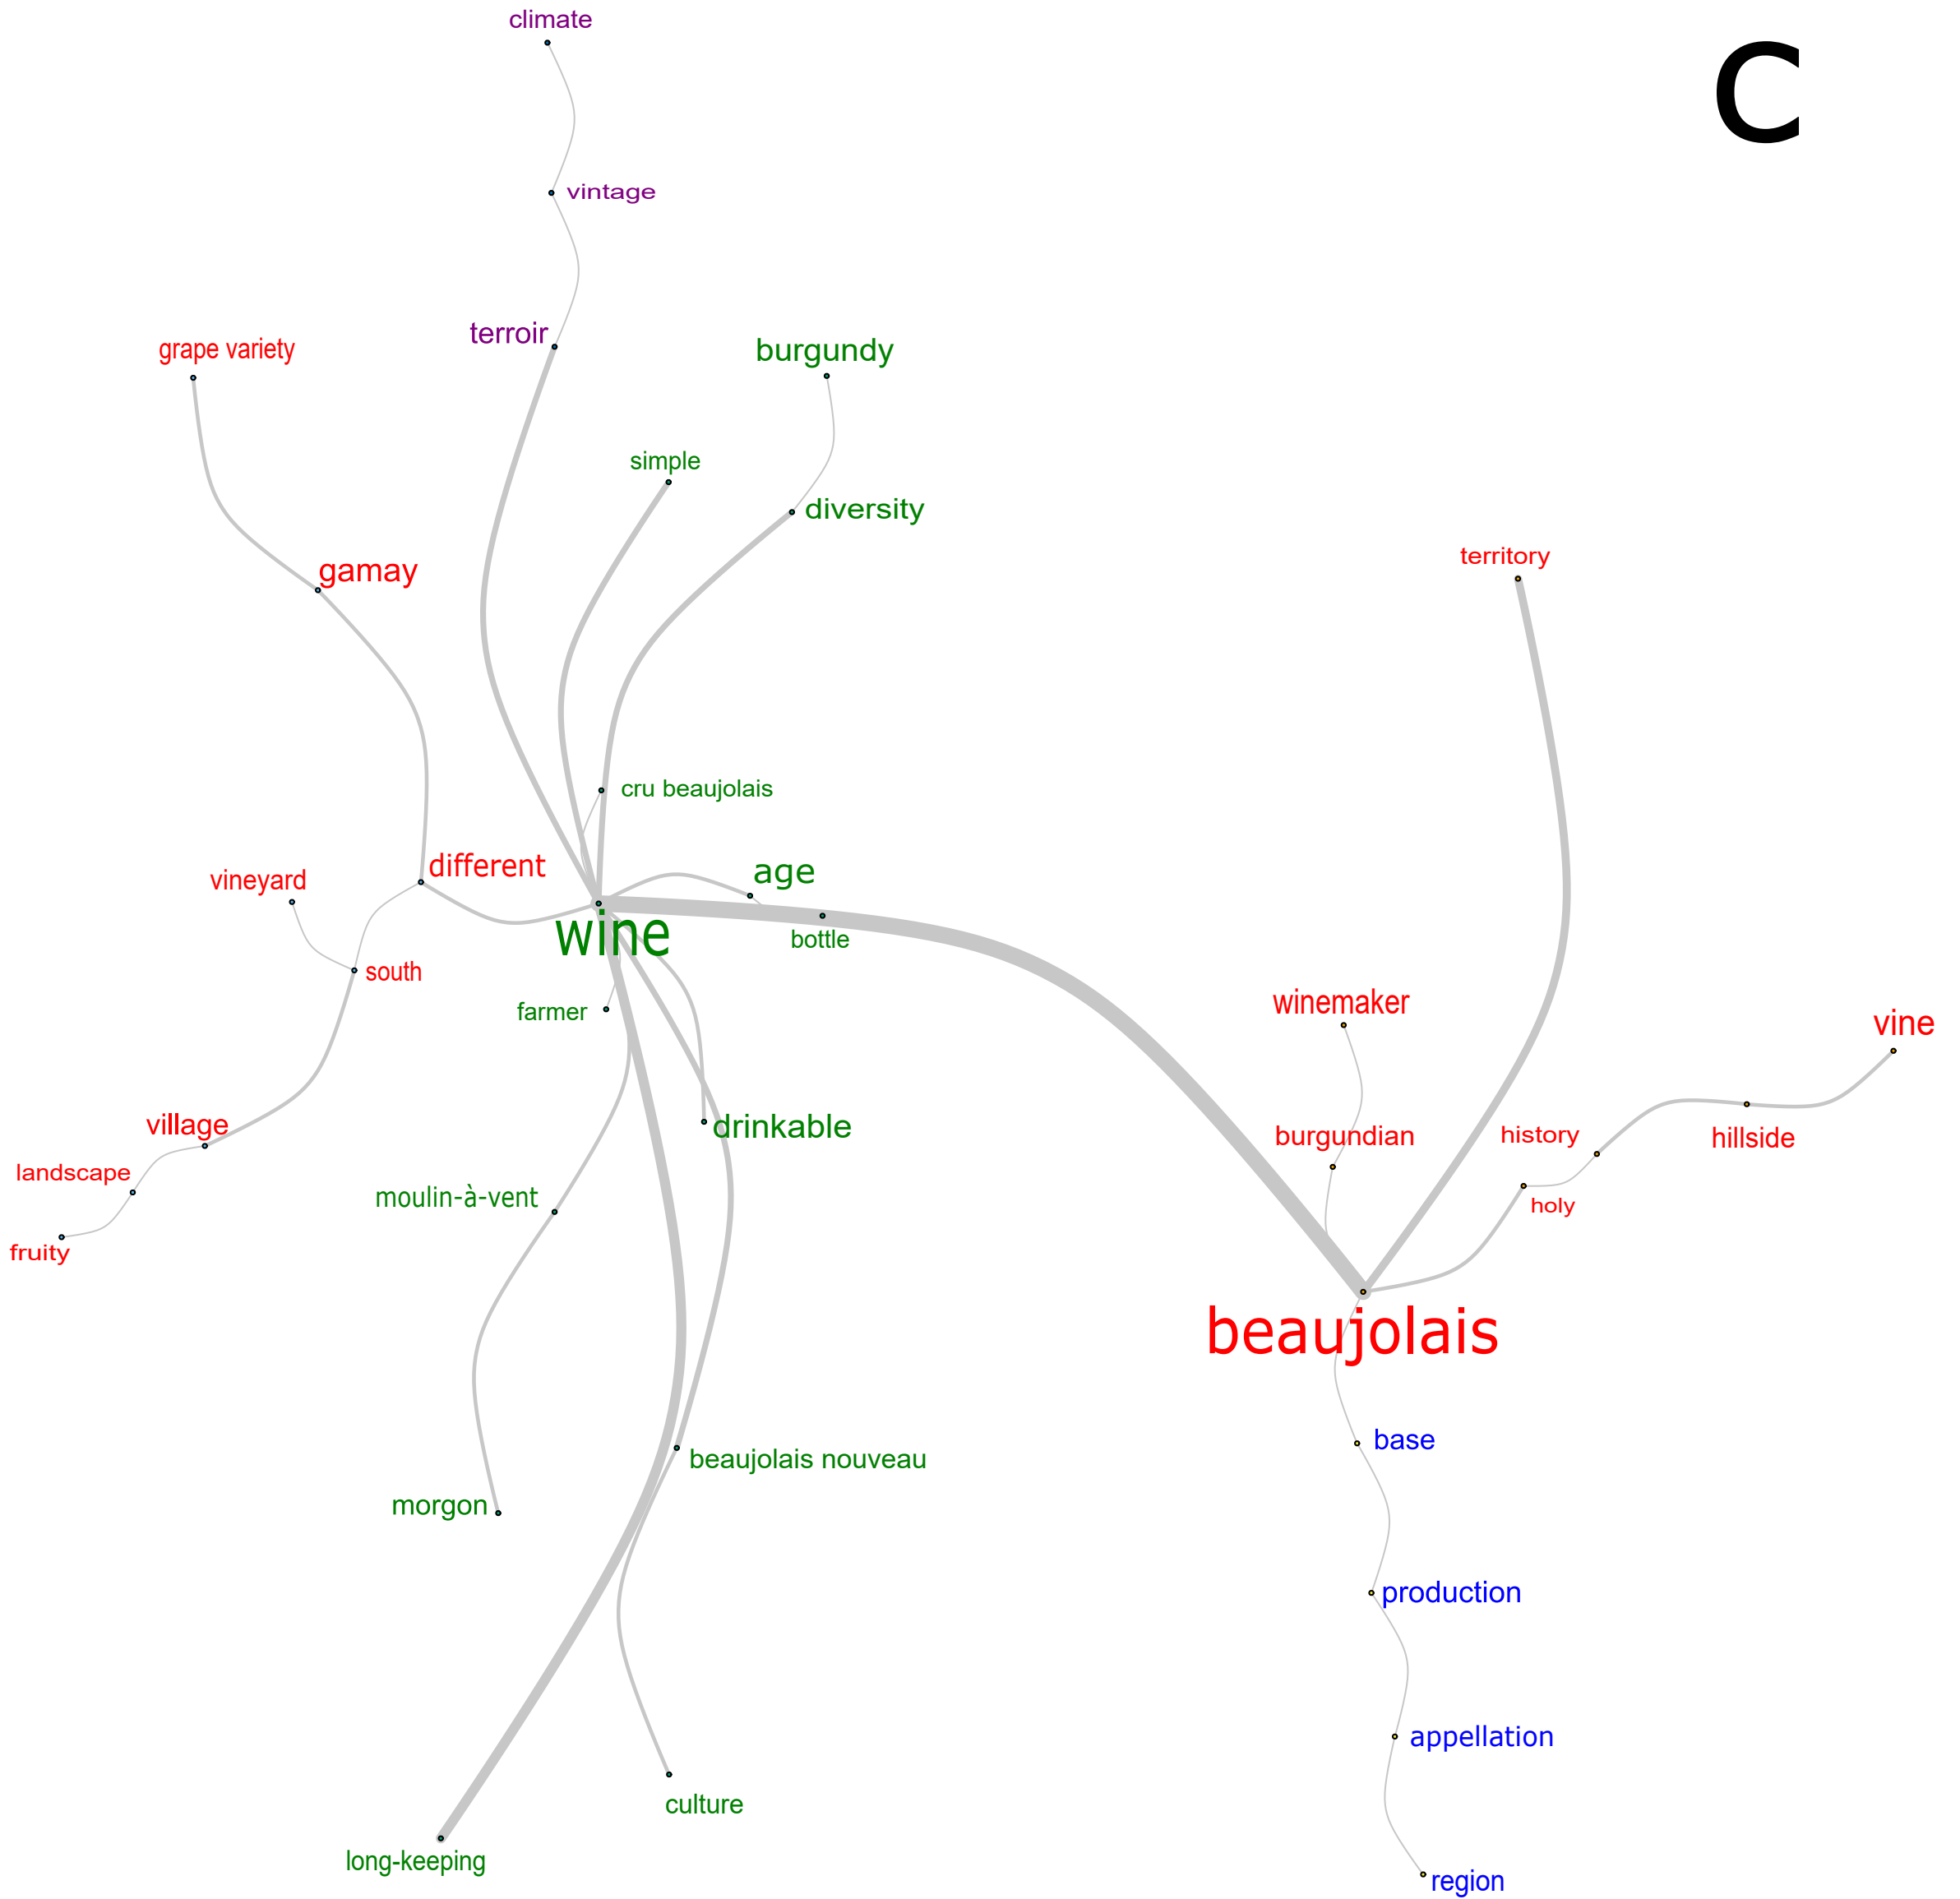 climate
C
vintage
terroir
grape variety
burgundy
simple
diversity
territory
gamay
cru beaujolais
different
age
vineyard
wine
bottle
south
farmer
winemaker
vine
village
drinkable
burgundian
history
hillside
landscape
moulin-à-vent
holy
fruity
beaujolais
base
beaujolais nouveau
morgon
production
appellation
culture
long-keeping
region